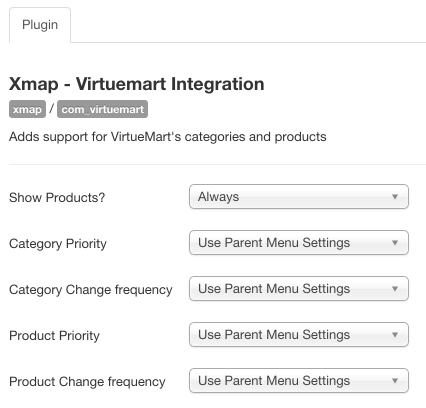 Plugin
Xmap - Virtuemart Integration
xmap / com_virtuemart
Adds support for VirtueMart's categories and products
Show Products? Always
Category Priority Use Parent Menu Settings
Category Change frequency Use Parent Menu Settings
Product Priority Use Parent Menu Settings
Product Change frequency Use Parent Menu Settings